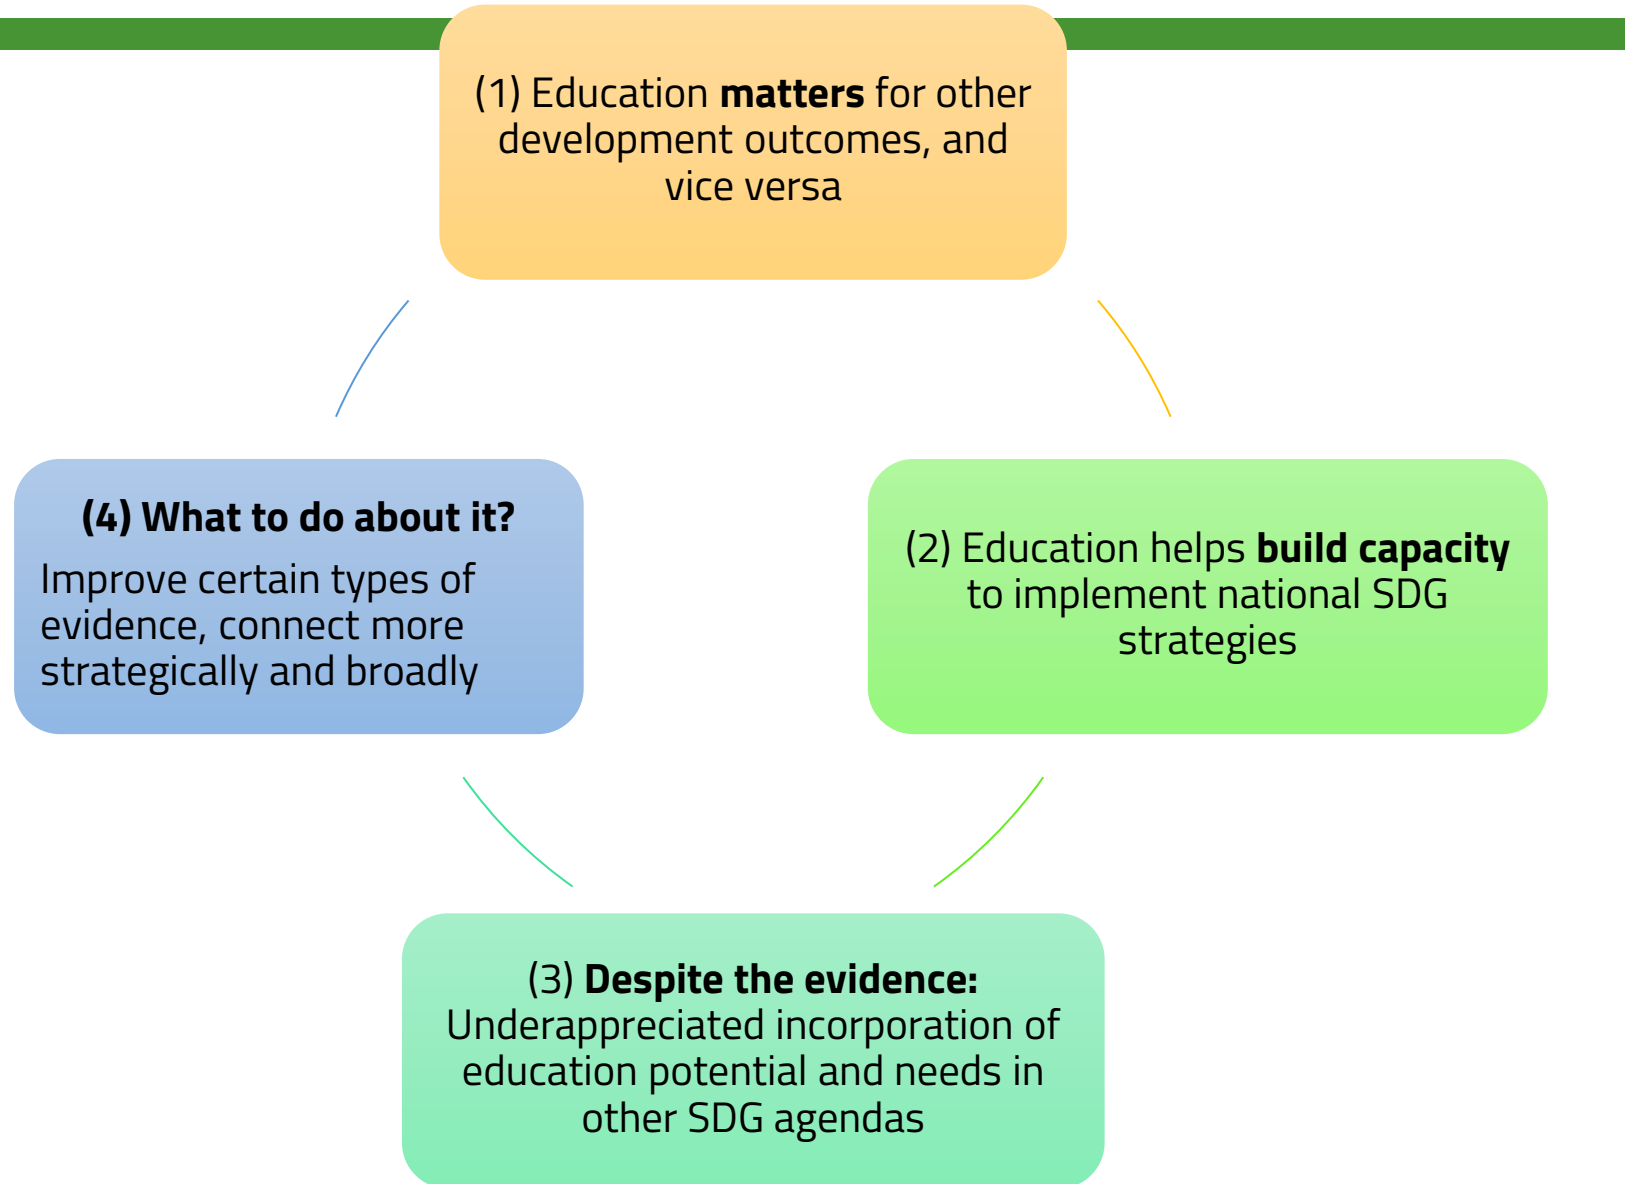 (1) Education matters for other
development outcomes, and
vice versa
(2) Education helps build capacity
to implement national SDG
strategies
(3) Despite the evidence:
Underappreciated incorporation of
education potential and needs in
other SDG agendas
(4) What to do about it?
Improve certain types of
evidence, connect more
strategically and broadly